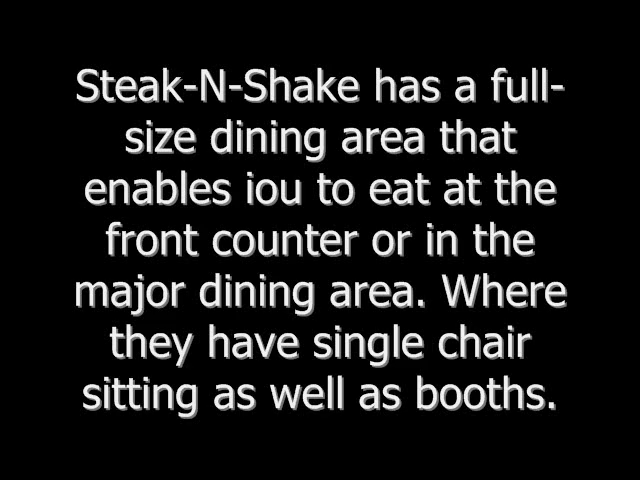 Steak-N-Shake has a full-
size dining area that
enables iou to eat at the
front counter or in the
major dining area. Where
they have single chair
sitting as well as booths.